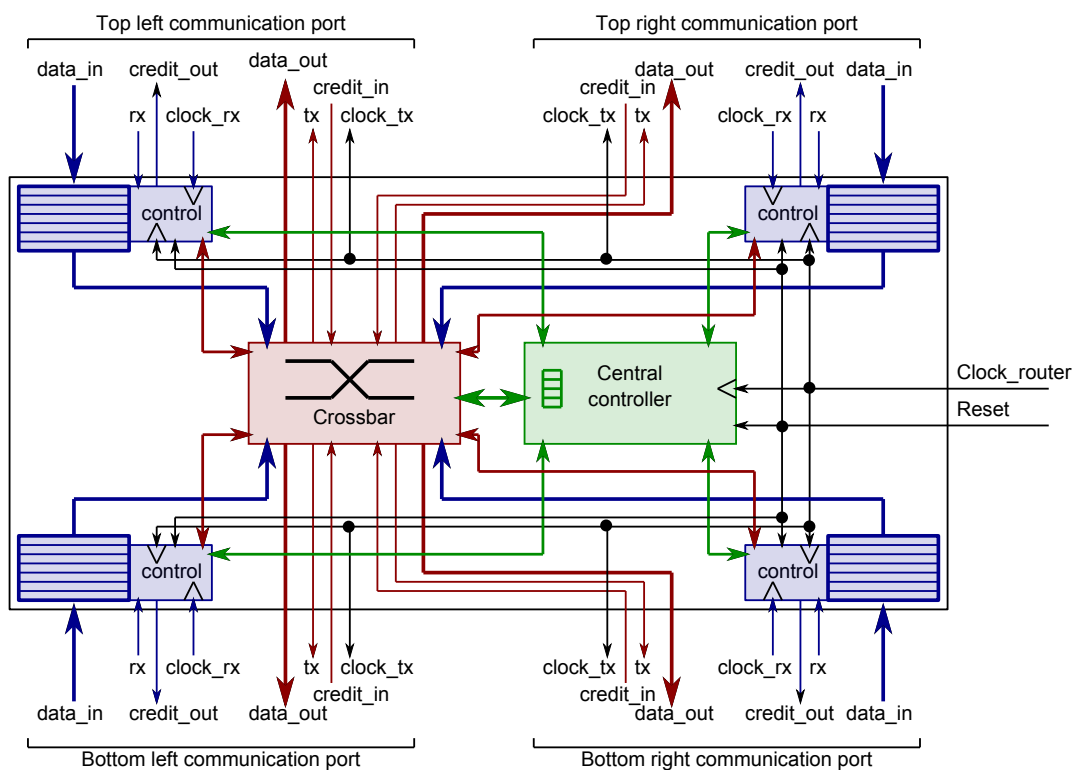 Top left communication port
Top right communication port
data_in
credit_out
data_out
credit_in
data_out
credit_out
data_in
credit_in
rx
clock_rx
tx
clock_tx
clock_tx
tx
clock_rx
rx
control
control
Central
controller
Crossbar
Clock_router
Reset
control
control
rx
clock_rx
tx
clock_tx
clock_tx
tx
clock_rx
rx
credit_in
credit_in
data_in
credit_out
data_out
data_out
credit_out
data_in
Bottom left communication port
Bottom right communication port